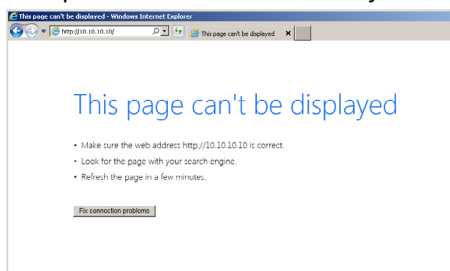 This page can't be displayed - Windows Internet Explorer
http://10.10.10.10/
This page can't be displayed
This page can't be displayed
• Make sure the web address http://10.10.10.10 is correct.
• Look for the page with your search engine.
• Refresh the page in a few minutes.
Fix connection problems